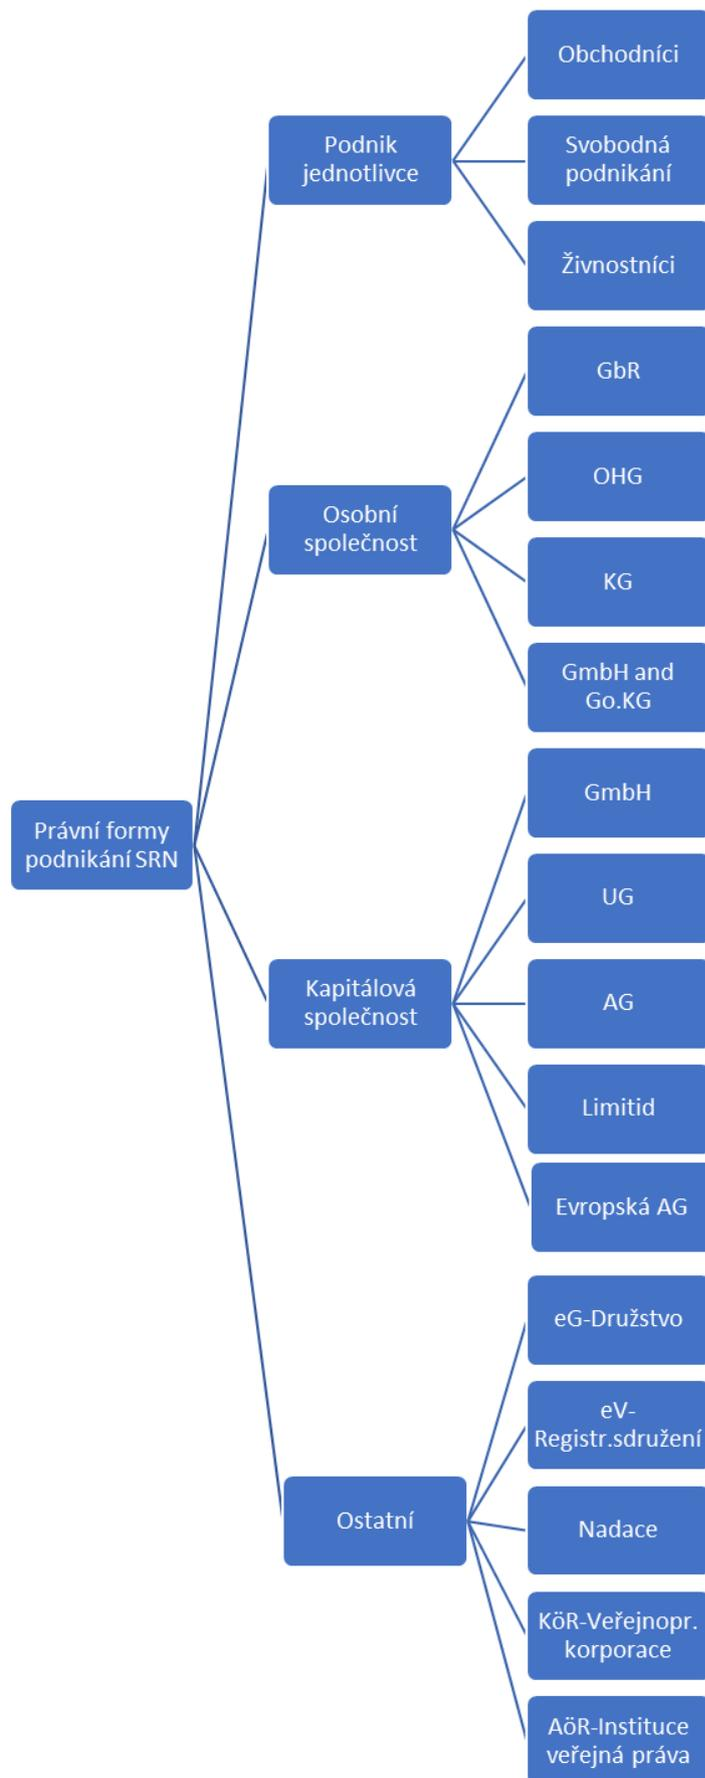 Právní formy
podnikání SRN
Podnik
jednotlivce
Obchodníci
Svobodná
podnikání
Živnostníci
Osobní
společnost
GbR
OHG
KG
GmbH and
Go.KG
Kapitálová
společnost
GmbH
UG
AG
Limitid
Evropská AG
Ostatní
eG-Družstvo
eV-
Registr.sdružení
Nadace
KöR-Veřejnopr.
korporace
AöR-Instituce
veřejná práva